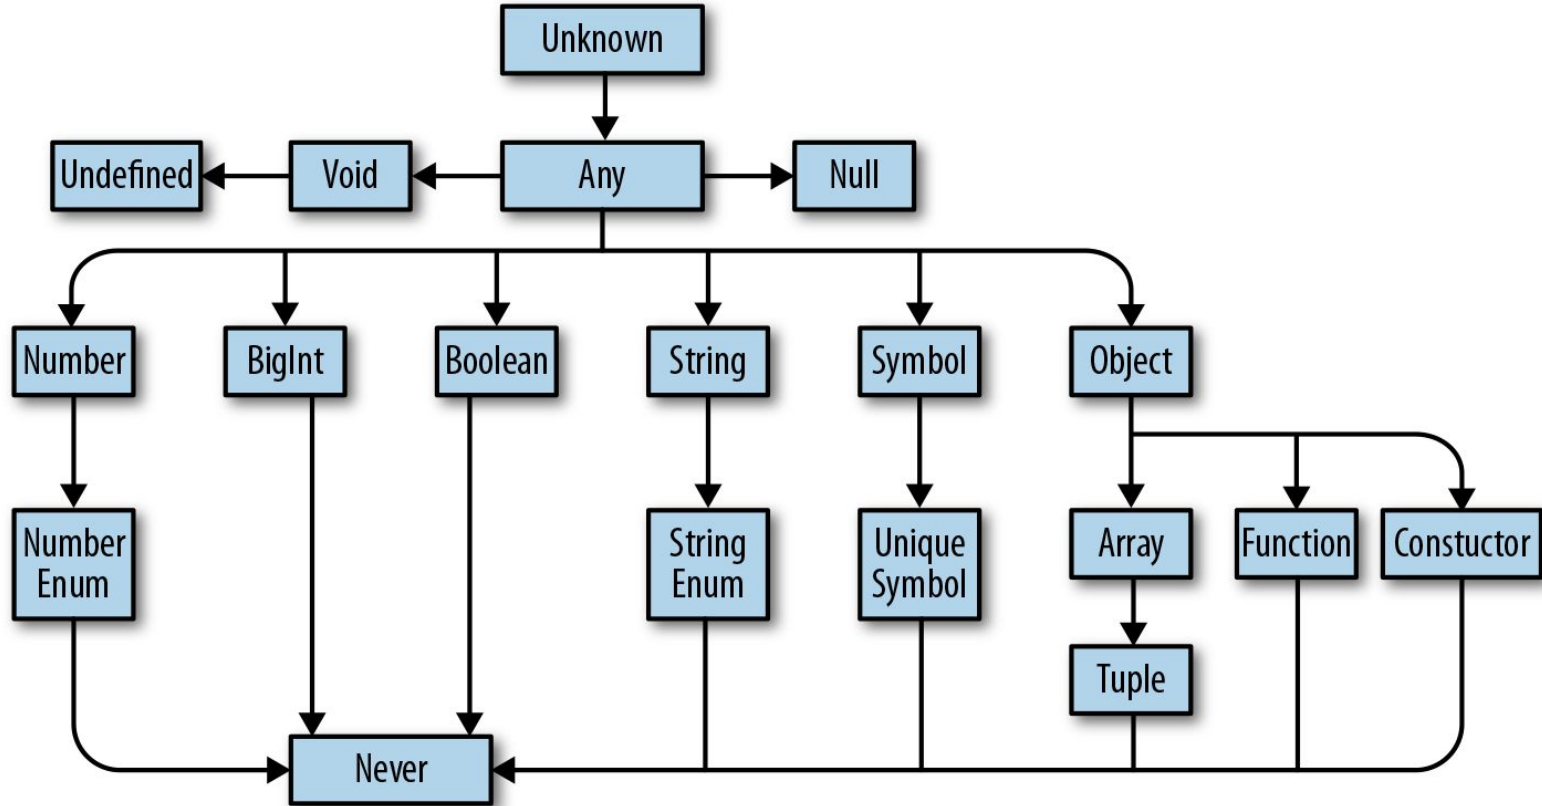 Unknown
Undefined
Void
Any
Null
Number
BigInt
Boolean
String
Symbol
Object
Number
Enum
String
Enum
Unique
Symbol
Array
Function
Constuctor
Tuple
Never